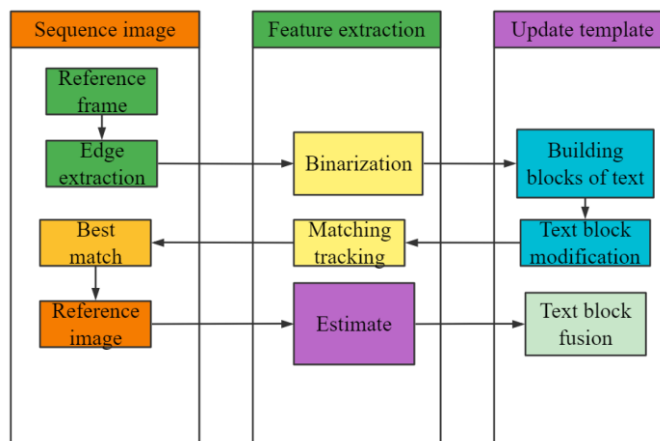 Sequence image
Feature extraction
Update template
Reference
frame
Edge
extraction
Binarization
Building
blocks of text
Best
match
Matching
tracking
Text block
modification
Reference
image
Estimate
Text block
fusion